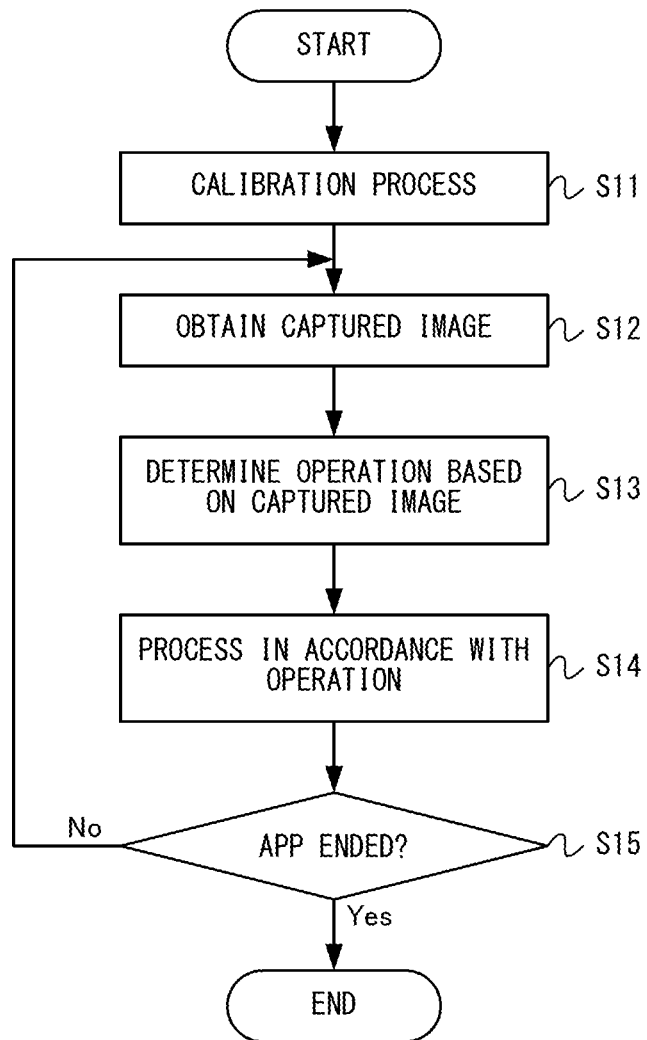 START
CALIBRATION PROCESS
S11
OBTAIN CAPTURED IMAGE
S12
DETERMINE OPERATION BASED
ON CAPTURED IMAGE
S13
PROCESS IN ACCORDANCE WITH
OPERATION
S14
No
APP ENDED?
S15
Yes
END